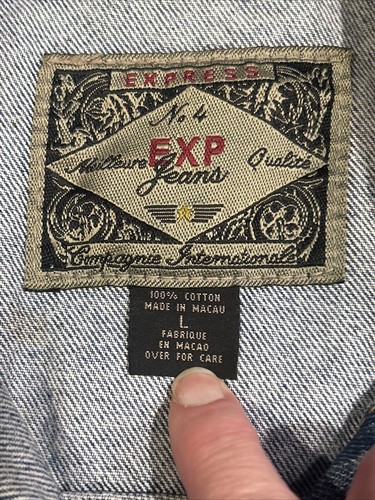 EXPRESS
No. 4
EXP
Meilleure Qualité
Jeans
Compagnie Internationale
100% COTTON
MADE IN MACAU
L
FABRIQUE
EN MACAO
OVER FOR CARE